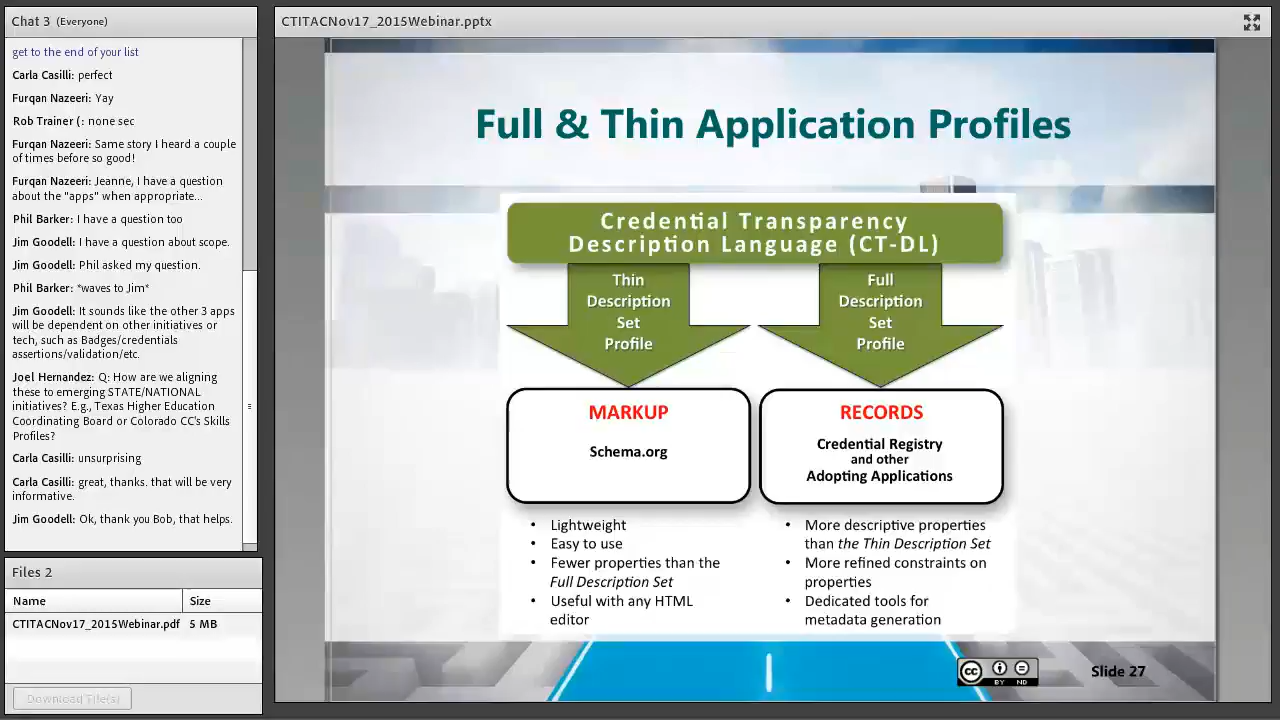 Chat 3 (Everyone)
get to the end of your list
Carla Casilli: perfect
Furqan Nazeeri: Yay
Rob Trainer (: none sec
Furqan Nazeeri: Same story I heard a couple
of times before so good!
Furqan Nazeeri: Jeanne, I have a question
about the "apps" when appropriate...
Phil Barker: I have a question too
Jim Goodell: I have a question about scope.
Jim Goodell: Phil asked my question.
Phil Barker: *waves to Jim*
Jim Goodell: It sounds like the other 3 apps
will be dependent on other initiatives or
tech, such as Badges/credentials
assertions/validation/etc.
Joel Hernandez: Q: How are we aligning
these to emerging STATE/NATIONAL
initiatives? E.g., Texas Higher Education
Coordinating Board or Colorado CC's Skills
Profiles?
Carla Casilli: unsurprising
Carla Casilli: great, thanks. that will be very
informative.
Jim Goodell: Ok, thank you Bob, that helps.
Files 2
Name Size
CTITACNov17_2015Webinar.pdf 5 MB
Download File(s)
CTITACNov17_2015Webinar.pptx
Full & Thin Application Profiles
Credential Transparency
Description Language (CT-DL)
Thin
Description
Set
Profile
Full
Description
Set
Profile
MARKUP
Schema.org
RECORDS
Credential Registry
and other
Adopting Applications
• Lightweight
• Easy to use
• Fewer properties than the
Full Description Set
• Useful with any HTML
editor
• More descriptive properties
than the Thin Description Set
• More refined constraints on
properties
• Dedicated tools for
metadata generation
cc BY ND
Slide 27